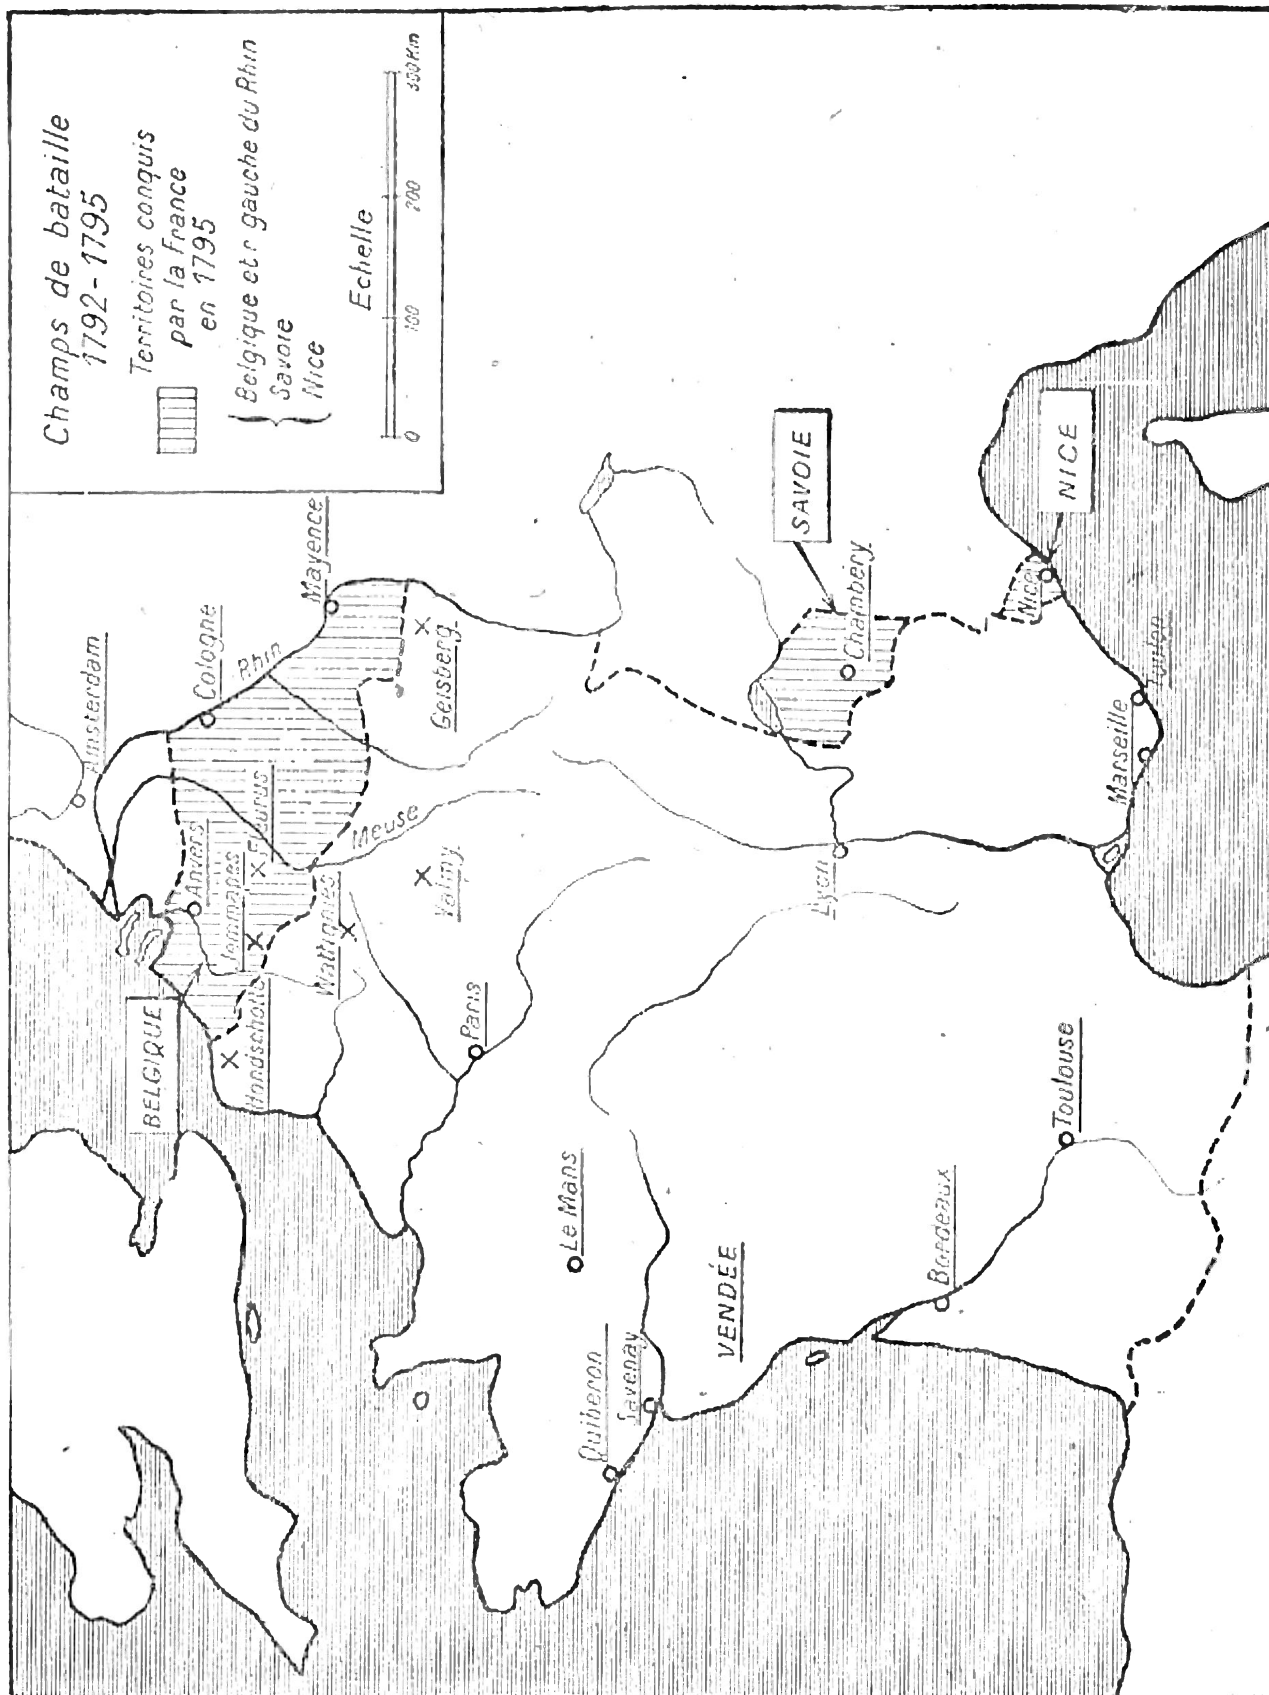 Champs de bataille
1792-1795
Territoires conquis
par la France
en 1795
Belgique et r gauche du Rhin
Savoie
Nice
Echelle
0 100 200 300 Km
Amsterdam
Cologne
Rhin
Mayence
BELGIQUE
Anvers
Jemmapes
Fleurus
Hondschotte
Wattignies
Meuse
Valmy
Geisberg
Paris
Le Mans
Quiberon
Savenay
VENDÉE
SAVOIE
Chambéry
Lyon
NICE
Nice
Bordeaux
Toulouse
Marseille
Toulon